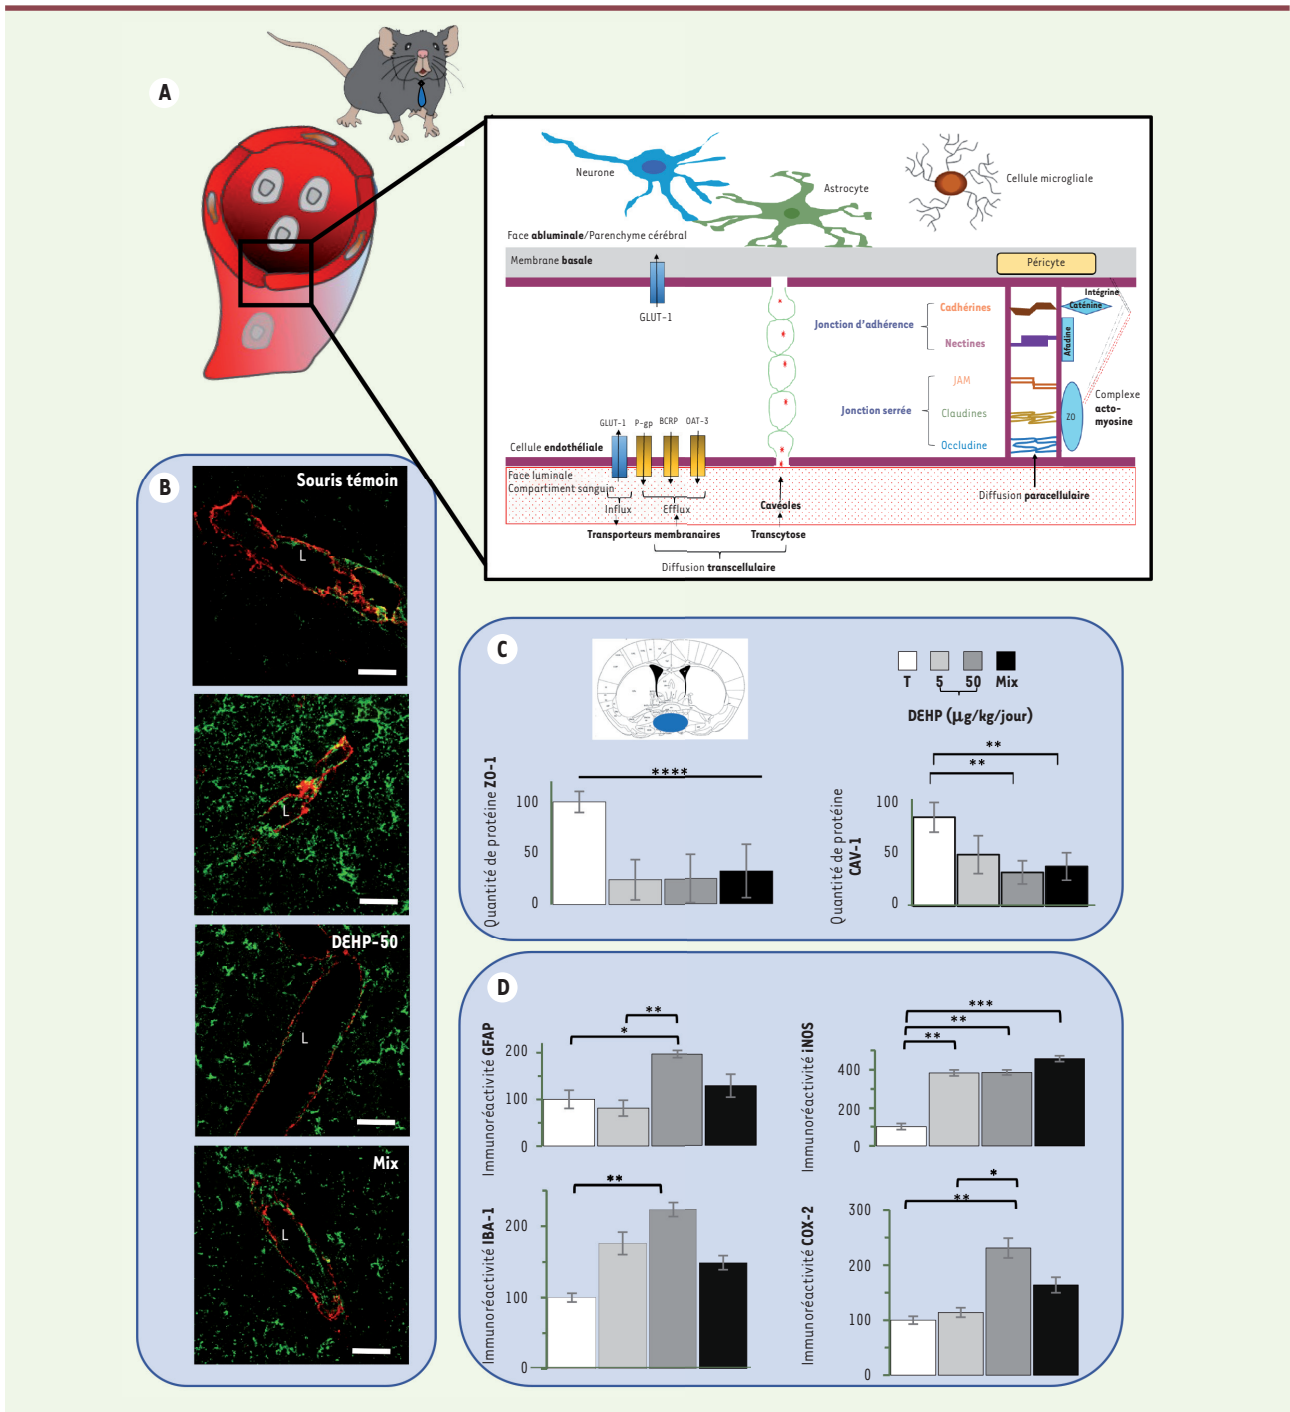 A
Neurone
Astrocyte
Cellule microgliale
Face abluminale/Parenchyme cérébral
Membrane basale
Péricyte
GLUT-1
Intégrine
Cadhérines
Caténine
Jonction d'adhérence
Nectines
Afadine
JAM
Jonction serrée
Claudines
ZO
Complexe
acto-
myosine
Occludine
GLUT-1 P-gp BCRP OAT-3
Cellule endothéliale
Face luminale
Compartiment sanguin
Diffusion paracellulaire
Influx
Efflux
Cavéoles
Transporteurs membranaires
Transcytose
Diffusion transcellulaire
B
Souris témoin
L
L
DEHP-50
L
Mix
L
C
T 5 50 Mix
DEHP (µg/kg/jour)
Quantité de protéine ZO-1
100
50
0
****
Quantité de protéine
CAV-1
100
50
0
**
**
D
Immunoréactivité GFAP
200
100
0
**
*
Immunoréactivité iNOS
400
200
0
***
**
**
Immunoréactivité IBA-1
200
100
0
**
Immunoréactivité COX-2
300
200
100
0
*
**